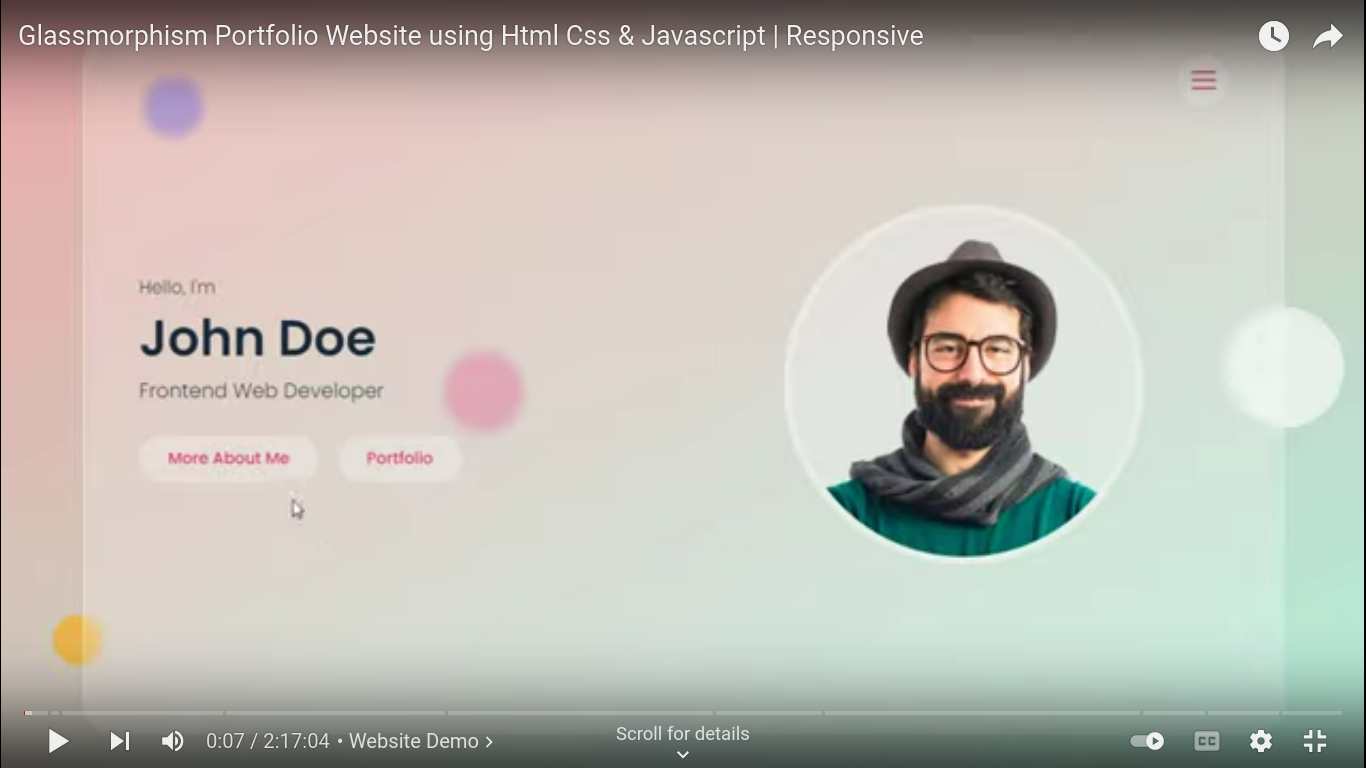 Glassmorphism Portfolio Website using Html Css & Javascript | Responsive
Hello, I'm
John Doe
Frontend Web Developer
More About Me
Portfolio
0:07 / 2:17:04 • Website Demo
Scroll for details
CC